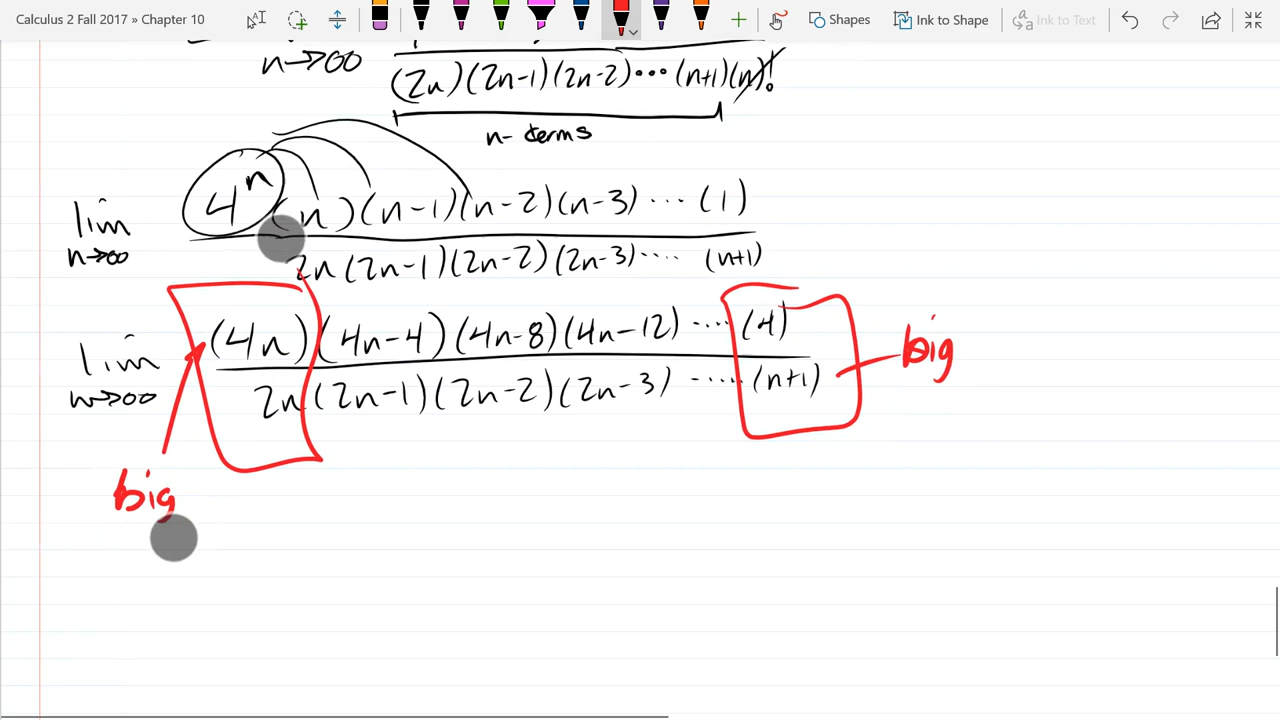 Calculus 2 Fall 2017 » Chapter 10
Shapes
Ink to Shape
Ink to Text
n→∞
(2n)(2n-1)(2n-2)•••(n+1)(n)!
n- terms
lim n→∞ 4^n (n)(n-1)(n-2)(n-3)···(1)
2n(2n-1)(2n-2)(2n-3)····(n+1)
lim n→∞ (4n)(4n-4)(4n-8)(4n-12)····(4)
2n(2n-1)(2n-2)(2n-3)·····(n+1)
big
big